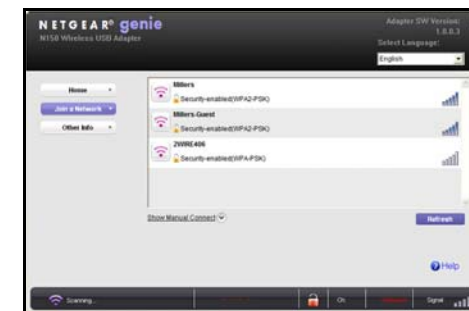 NETGEAR® genie
N150 Wireless USB Adapter
Adapter SW Version:
1.0.0.3
Select Language:
English
Home
Join a Network
Other Info
Millers
Security-enabled(WPA2-PSK)
Millers-Guest
Security-enabled(WPA2-PSK)
2WIRE406
Security-enabled(WPA-PSK)
Show Manual Connect
Refresh
Help
Scanning...
On
Signal